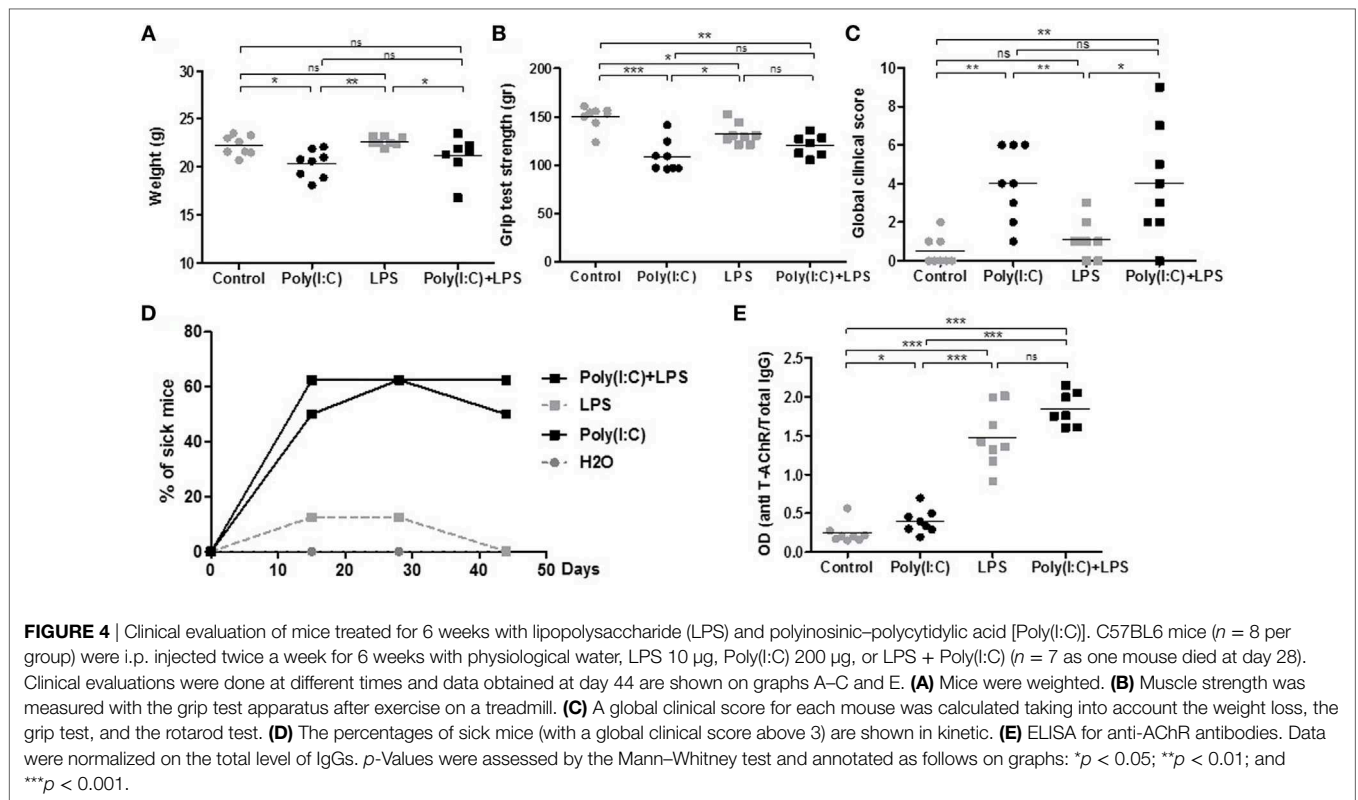 A
ns
ns
ns
*
**
*
30
25
20
15
10
Weight (g)
Control
Poly(I:C)
LPS
Poly(I:C)+LPS
B
**
ns
*
***
*
ns
200
150
100
50
0
Grip test strength (gr)
Control
Poly(I:C)
LPS
Poly(I:C)+LPS
C
**
ns
ns
**
**
*
10
8
6
4
2
0
Global clinical score
Control
Poly(I:C)
LPS
Poly(I:C)+LPS
D
80
60
40
20
0
% of sick mice
0
10
20
30
40
50
Days
Poly(I:C)+LPS
LPS
Poly(I:C)
H2O
E
***
***
***
*
***
ns
2.5
2.0
1.5
1.0
0.5
0.0
OD (anti T-AChR/Total IgG)
Control
Poly(I:C)
LPS
Poly(I:C)+LPS
FIGURE 4 | Clinical evaluation of mice treated for 6 weeks with lipopolysaccharide (LPS) and polyinosinic–polycytidylic acid [Poly(I:C)]. C57BL6 mice (n = 8 per
group) were i.p. injected twice a week for 6 weeks with physiological water, LPS 10 µg, Poly(I:C) 200 µg, or LPS + Poly(I:C) (n = 7 as one mouse died at day 28).
Clinical evaluations were done at different times and data obtained at day 44 are shown on graphs A–C and E. (A) Mice were weighted. (B) Muscle strength was
measured with the grip test apparatus after exercise on a treadmill. (C) A global clinical score for each mouse was calculated taking into account the weight loss, the
grip test, and the rotarod test. (D) The percentages of sick mice (with a global clinical score above 3) are shown in kinetic. (E) ELISA for anti-AChR antibodies. Data
were normalized on the total level of IgGs. p-Values were assessed by the Mann–Whitney test and annotated as follows on graphs: *p < 0.05; **p < 0.01; and
***p < 0.001.